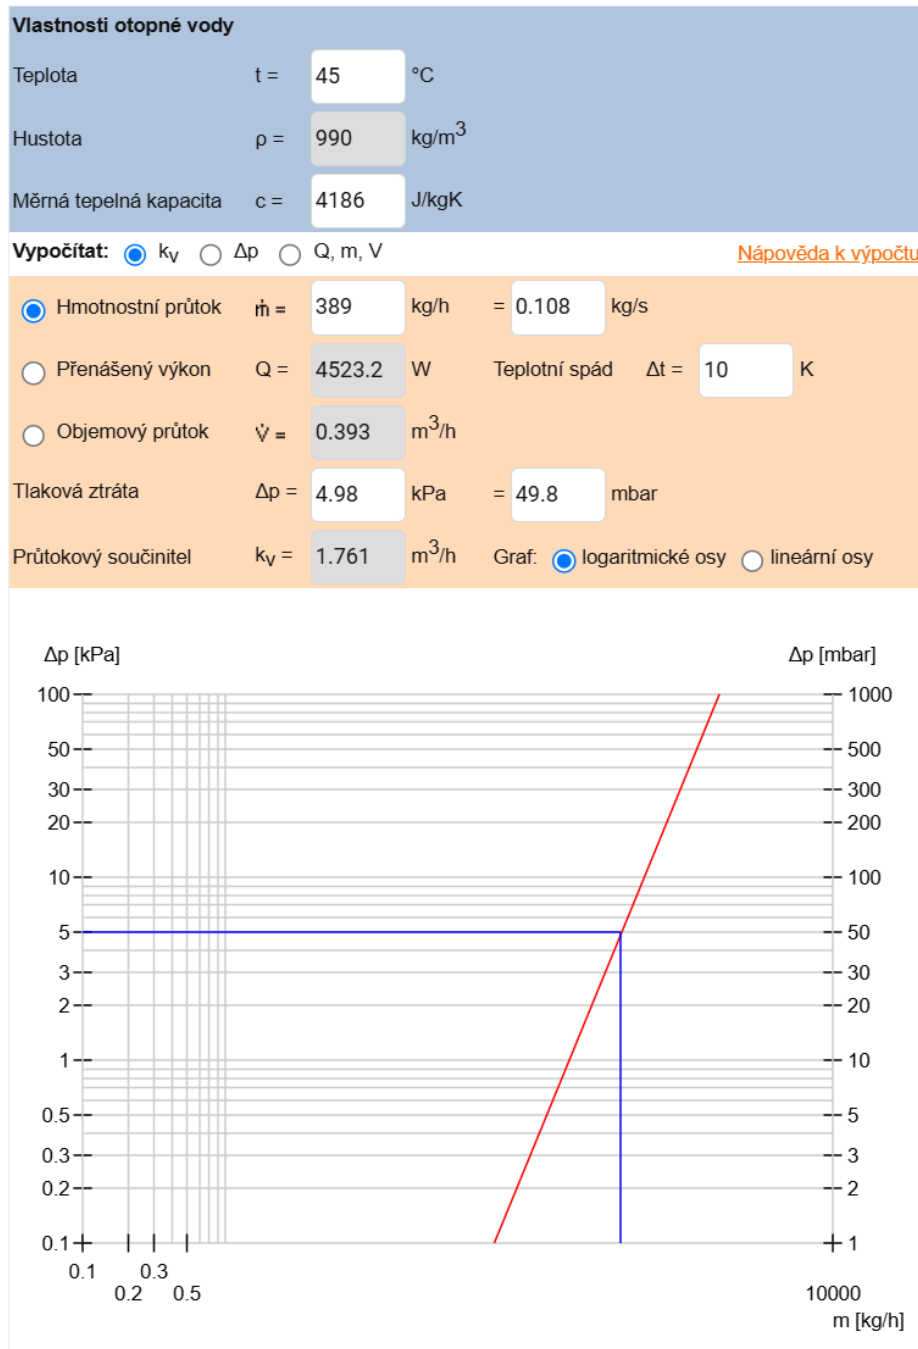 Vlastnosti otopné vody
Teplota t = 45 °C
Hustota ρ = 990 kg/m³
Měrná tepelná kapacita c = 4186 J/kgK
Vypočítat: kv Δp Q, m, V Nápověda k výpočtu
Hmotnostní průtok ṁ = 389 kg/h = 0.108 kg/s
Přenášený výkon Q = 4523.2 W Teplotní spád Δt = 10 K
Objemový průtok V̇ = 0.393 m³/h
Tlaková ztráta Δp = 4.98 kPa = 49.8 mbar
Průtokový součinitel kv = 1.761 m³/h Graf: logaritmické osy lineární osy
Δp [kPa] Δp [mbar]
100 1000
50 500
30 300
20 200
10 100
5 50
3 30
2 20
1 10
0.5 5
0.3 3
0.2 2
0.1 1
0.1 0.3
0.2 0.5 10000
m [kg/h]